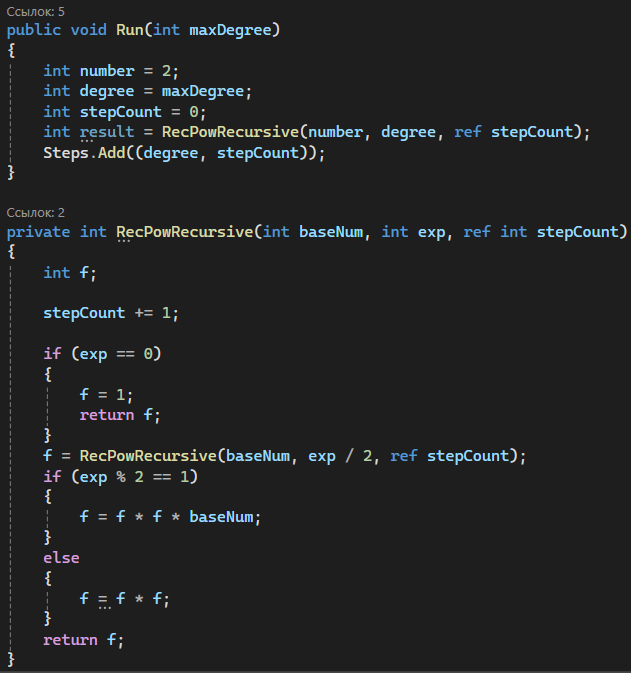 Ссылок: 5
public void Run(int maxDegree)
{
    int number = 2;
    int degree = maxDegree;
    int stepCount = 0;
    int result = RecPowRecursive(number, degree, ref stepCount);
    Steps.Add((degree, stepCount));
}
Ссылок: 2
private int RecPowRecursive(int baseNum, int exp, ref int stepCount)
{
    int f;
    stepCount += 1;
    if (exp == 0)
    {
        f = 1;
        return f;
    }
    f = RecPowRecursive(baseNum, exp / 2, ref stepCount);
    if (exp % 2 == 1)
    {
        f = f * f * baseNum;
    }
    else
    {
        f = f * f;
    }
    return f;
}